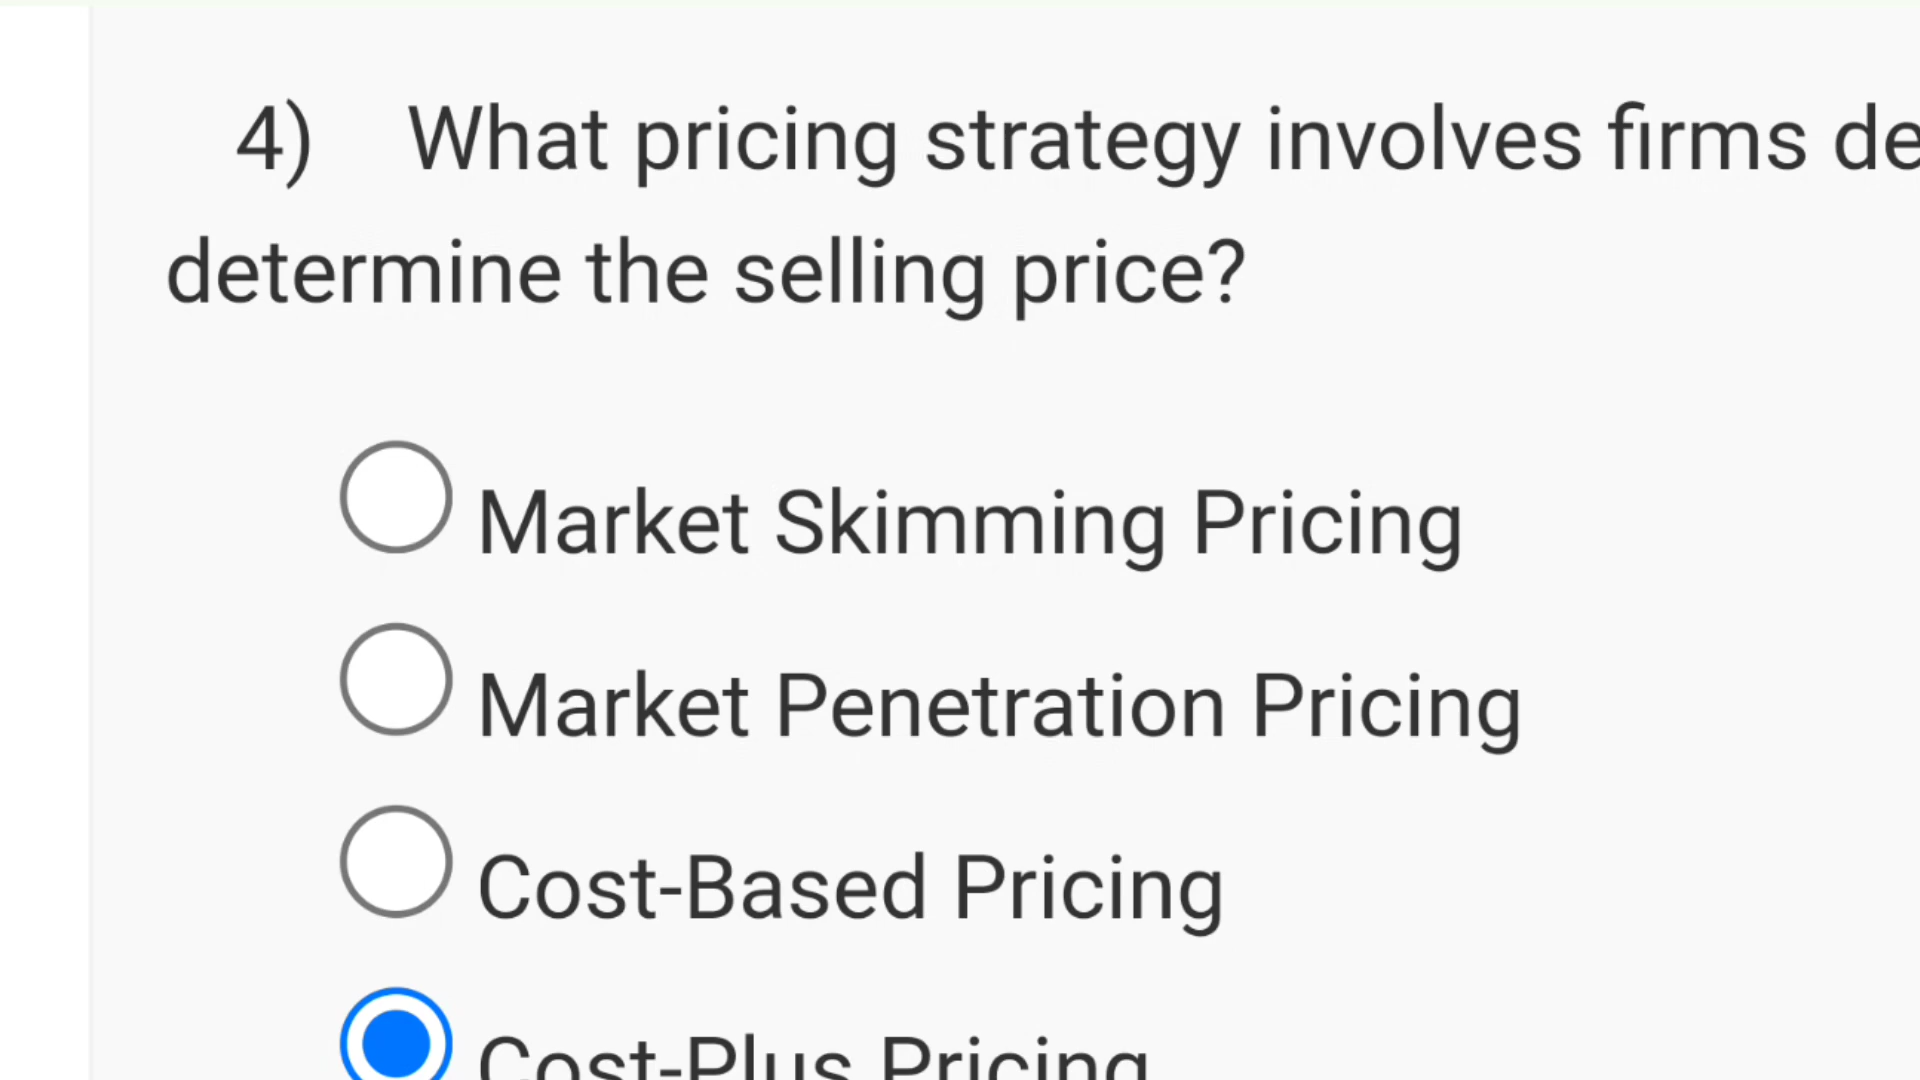 4) What pricing strategy involves firms de
determine the selling price?
Market Skimming Pricing
Market Penetration Pricing
Cost-Based Pricing
Cost-Plus Pricing